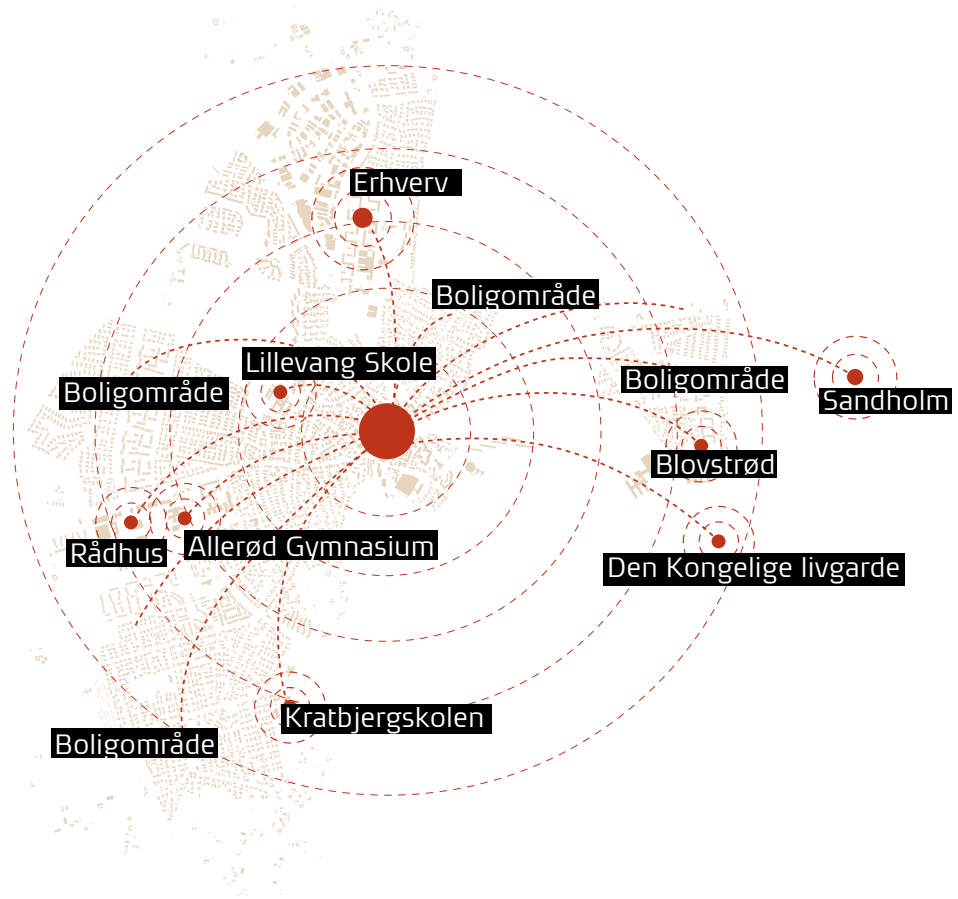 Erhverv
Boligområde
Lillevang Skole
Boligområde
Boligområde
Sandholm
Blovstrød
Allerød Gymnasium
Rådhus
Den Kongelige livgarde
Kratbjergskolen
Boligområde